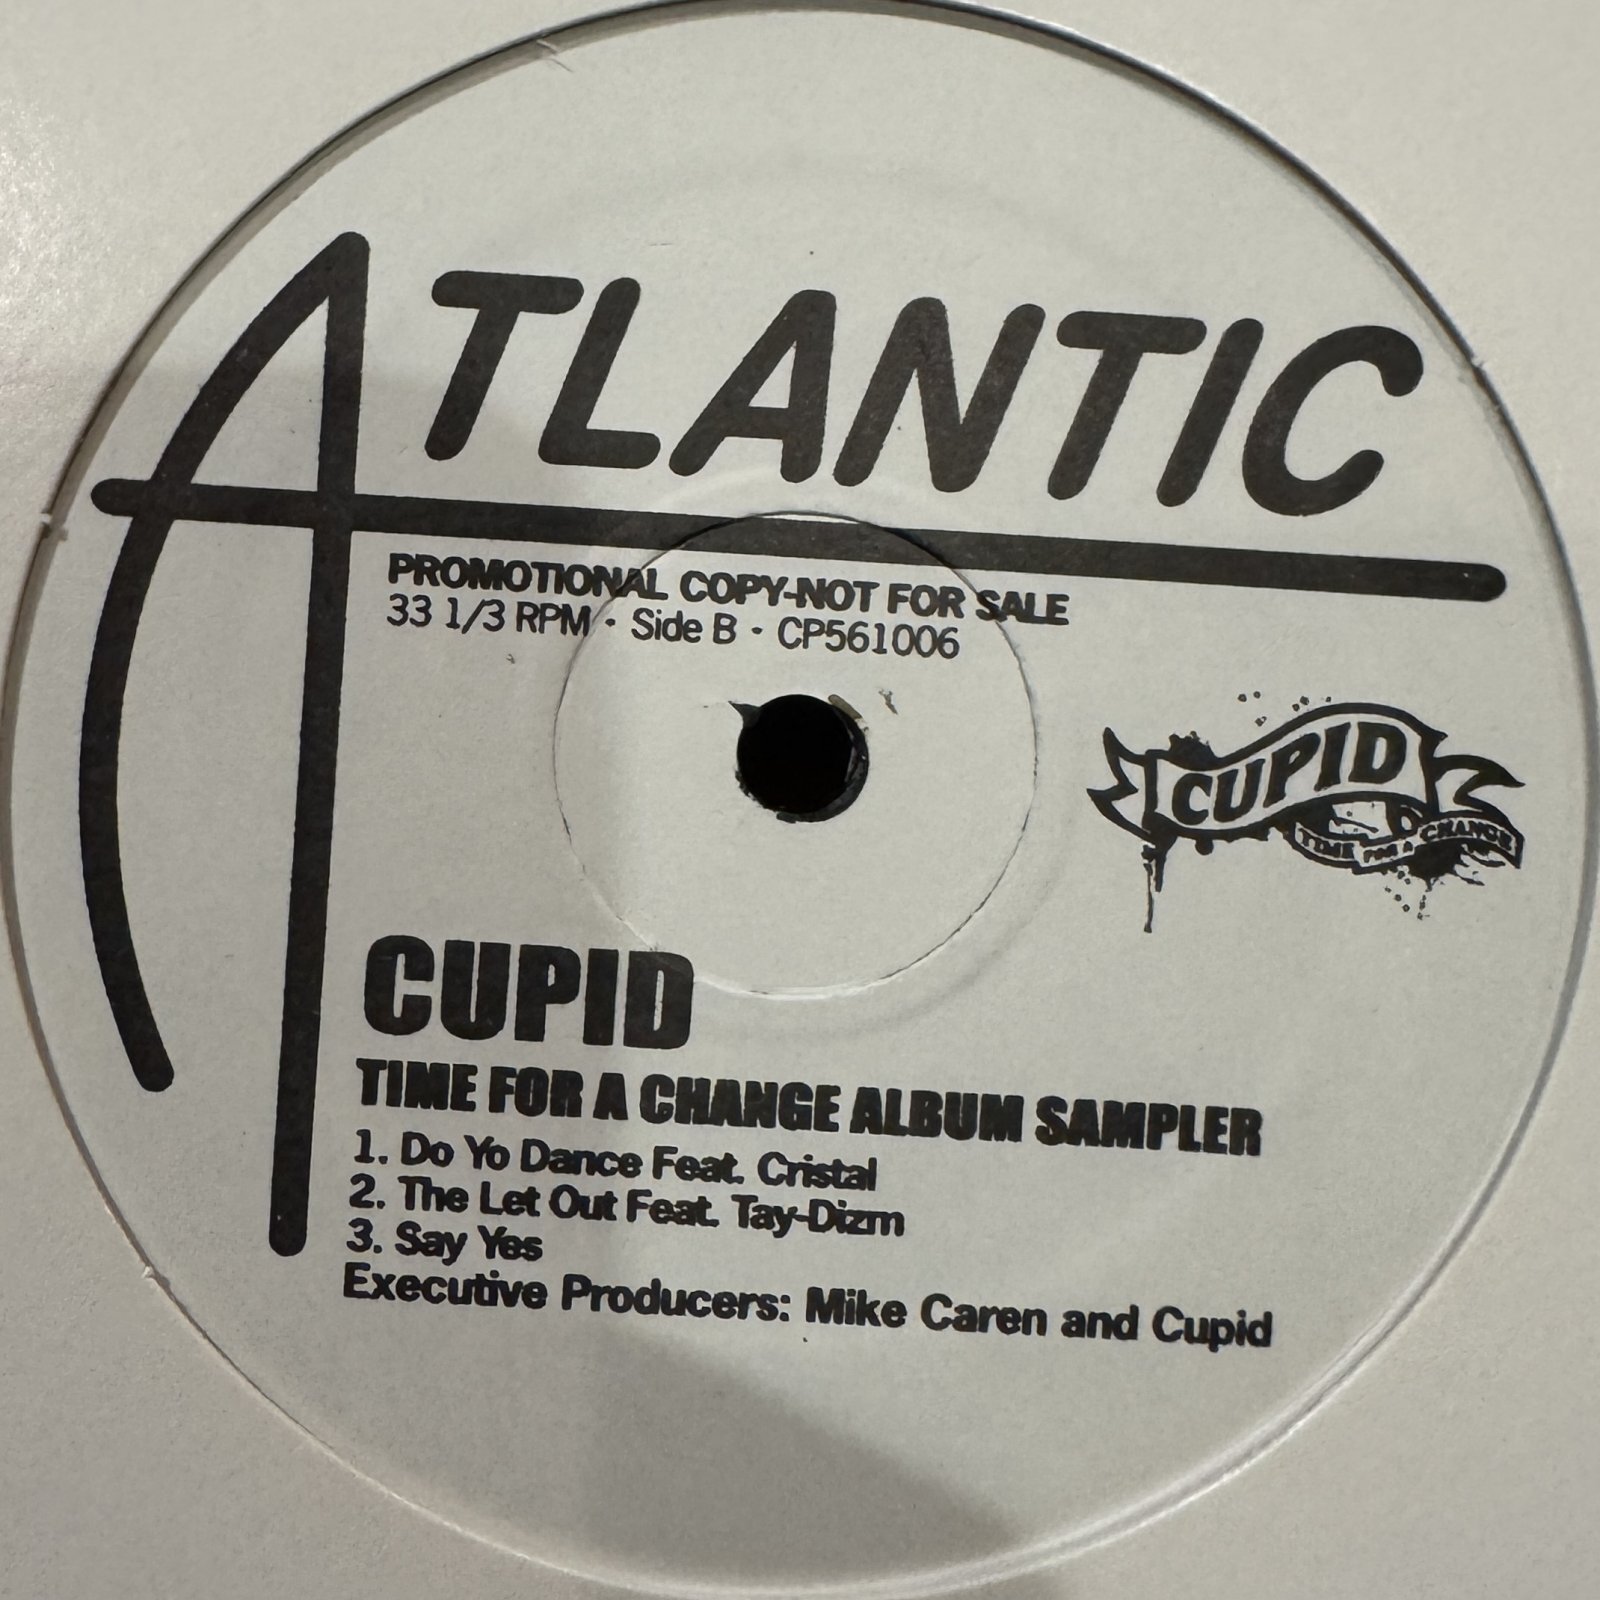 ATLANTIC
PROMOTIONAL COPY-NOT FOR SALE
33 1/3 RPM · Side B · CP561006
CUPID
TIME FOR A CHANGE
CUPID
TIME FOR A CHANGE ALBUM SAMPLER
1. Do Yo Dance Feat. Cristal
2. The Let Out Feat. Tay-Dizm
3. Say Yes
Executive Producers: Mike Caren and Cupid